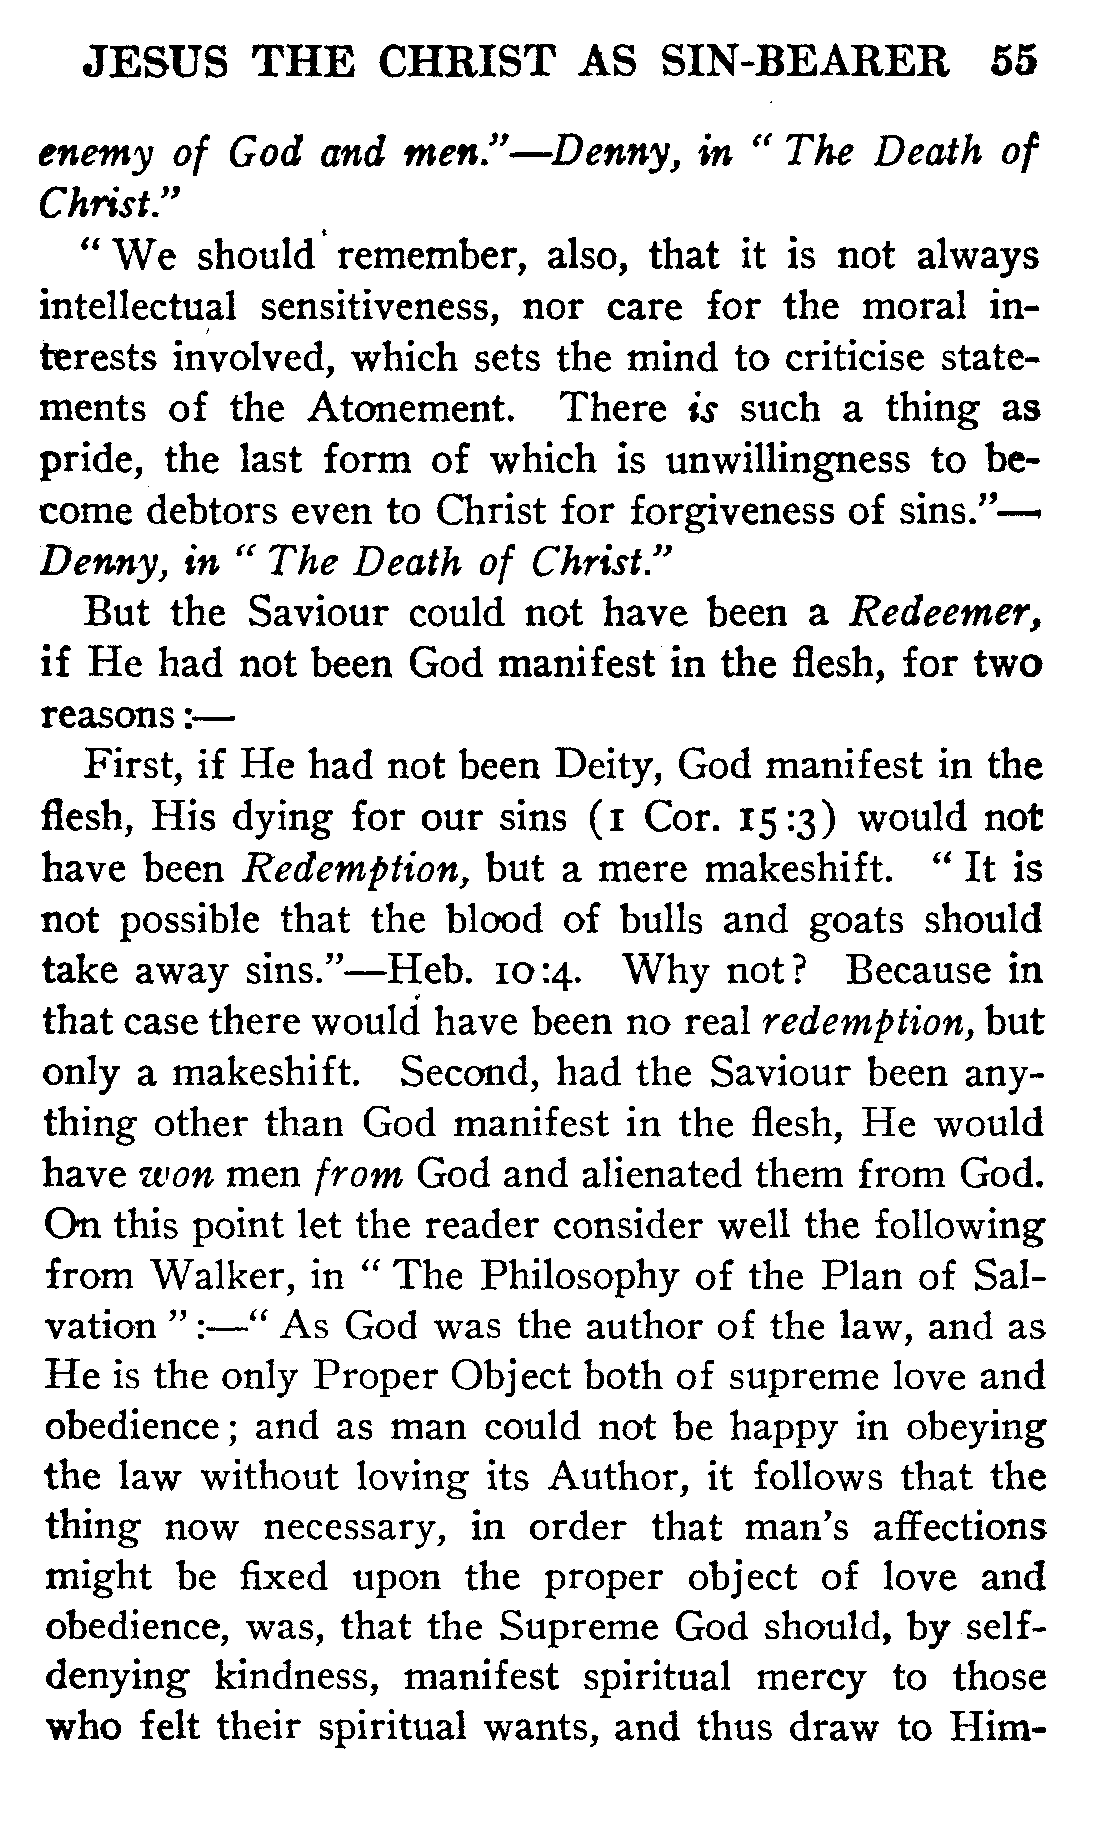 JESUS THE CHRIST AS SIN-BEARER 55
enemy of God and men."—Denny, in " The Death of
Christ."
" We should remember, also, that it is not always
intellectual sensitiveness, nor care for the moral in-
terests involved, which sets the mind to criticise state-
ments of the Atonement. There is such a thing as
pride, the last form of which is unwillingness to be-
come debtors even to Christ for forgiveness of sins."—
Denny, in " The Death of Christ."
But the Saviour could not have been a Redeemer,
if He had not been God manifest in the flesh, for two
reasons :—
First, if He had not been Deity, God manifest in the
flesh, His dying for our sins (1 Cor. 15:3) would not
have been Redemption, but a mere makeshift. " It is
not possible that the blood of bulls and goats should
take away sins."—Heb. 10:4. Why not? Because in
that case there would have been no real redemption, but
only a makeshift. Second, had the Saviour been any-
thing other than God manifest in the flesh, He would
have won men from God and alienated them from God.
On this point let the reader consider well the following
from Walker, in " The Philosophy of the Plan of Sal-
vation " :—" As God was the author of the law, and as
He is the only Proper Object both of supreme love and
obedience; and as man could not be happy in obeying
the law without loving its Author, it follows that the
thing now necessary, in order that man's affections
might be fixed upon the proper object of love and
obedience, was, that the Supreme God should, by self-
denying kindness, manifest spiritual mercy to those
who felt their spiritual wants, and thus draw to Him-